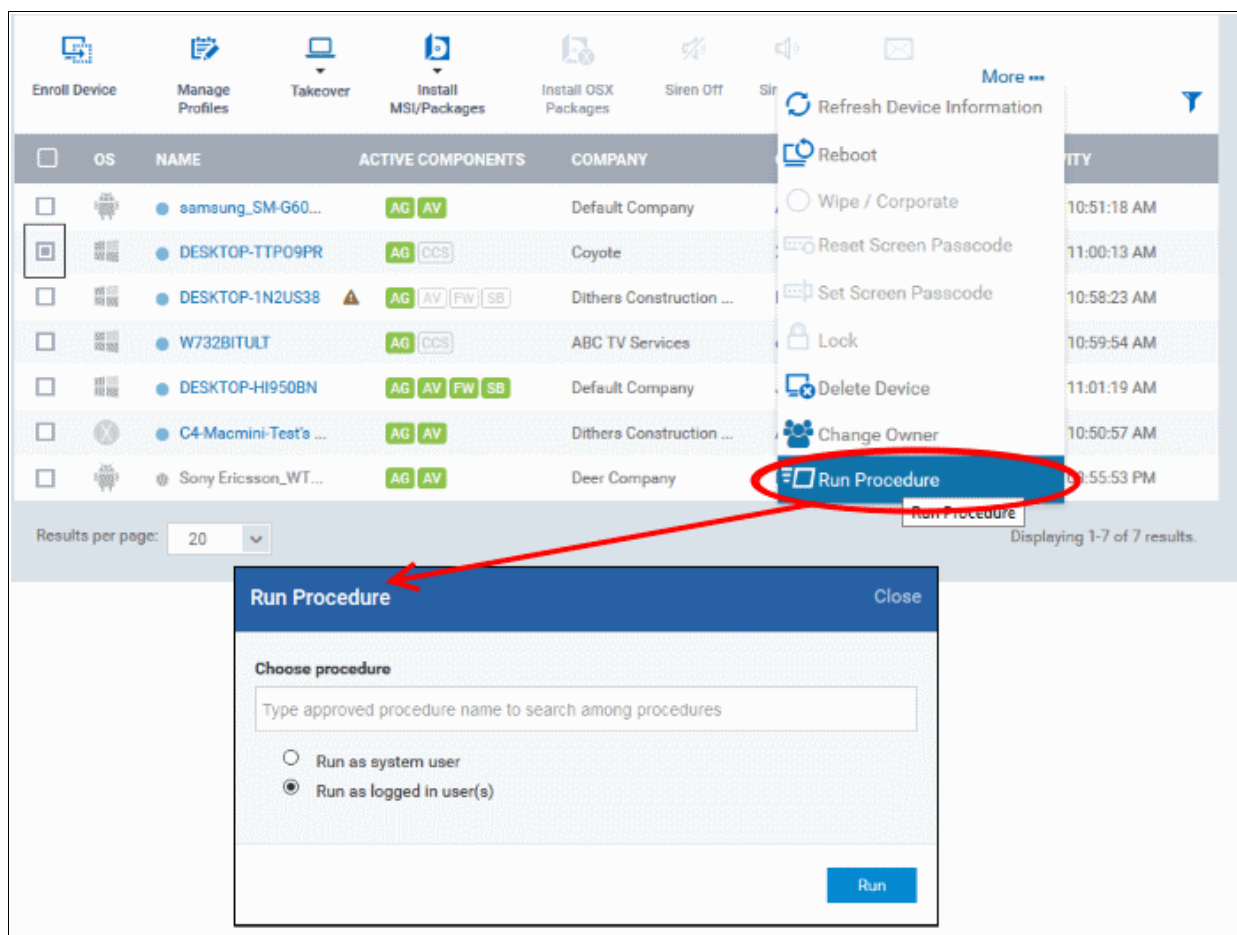 More •••
Enroll Device
Manage Profiles
Takeover
Install MSI/Packages
Install OSX Packages
Siren Off
Refresh Device Information
Reboot
Wipe / Corporate
Reset Screen Passcode
Set Screen Passcode
Lock
Delete Device
Change Owner
Run Procedure
Run Procedure
OS NAME ACTIVE COMPONENTS COMPANY
samsung_SM-G60... AG AV Default Company 10:51:18 AM
DESKTOP-TTPO9PR AG CCS Coyote 11:00:13 AM
DESKTOP-1N2US38 AG AV FW SB Dithers Construction ... 10:58:23 AM
W732BITULT AG CCS ABC TV Services 10:59:54 AM
DESKTOP-HI950BN AG AV FW SB Default Company 11:01:19 AM
C4-Macmini-Test's ... AG AV Dithers Construction ... 10:50:57 AM
Sony Ericsson_WT... AG AV Deer Company :55:53 PM
Results per page: 20
Displaying 1-7 of 7 results.
Run Procedure Close
Choose procedure
Type approved procedure name to search among procedures
Run as system user
Run as logged in user(s)
Run